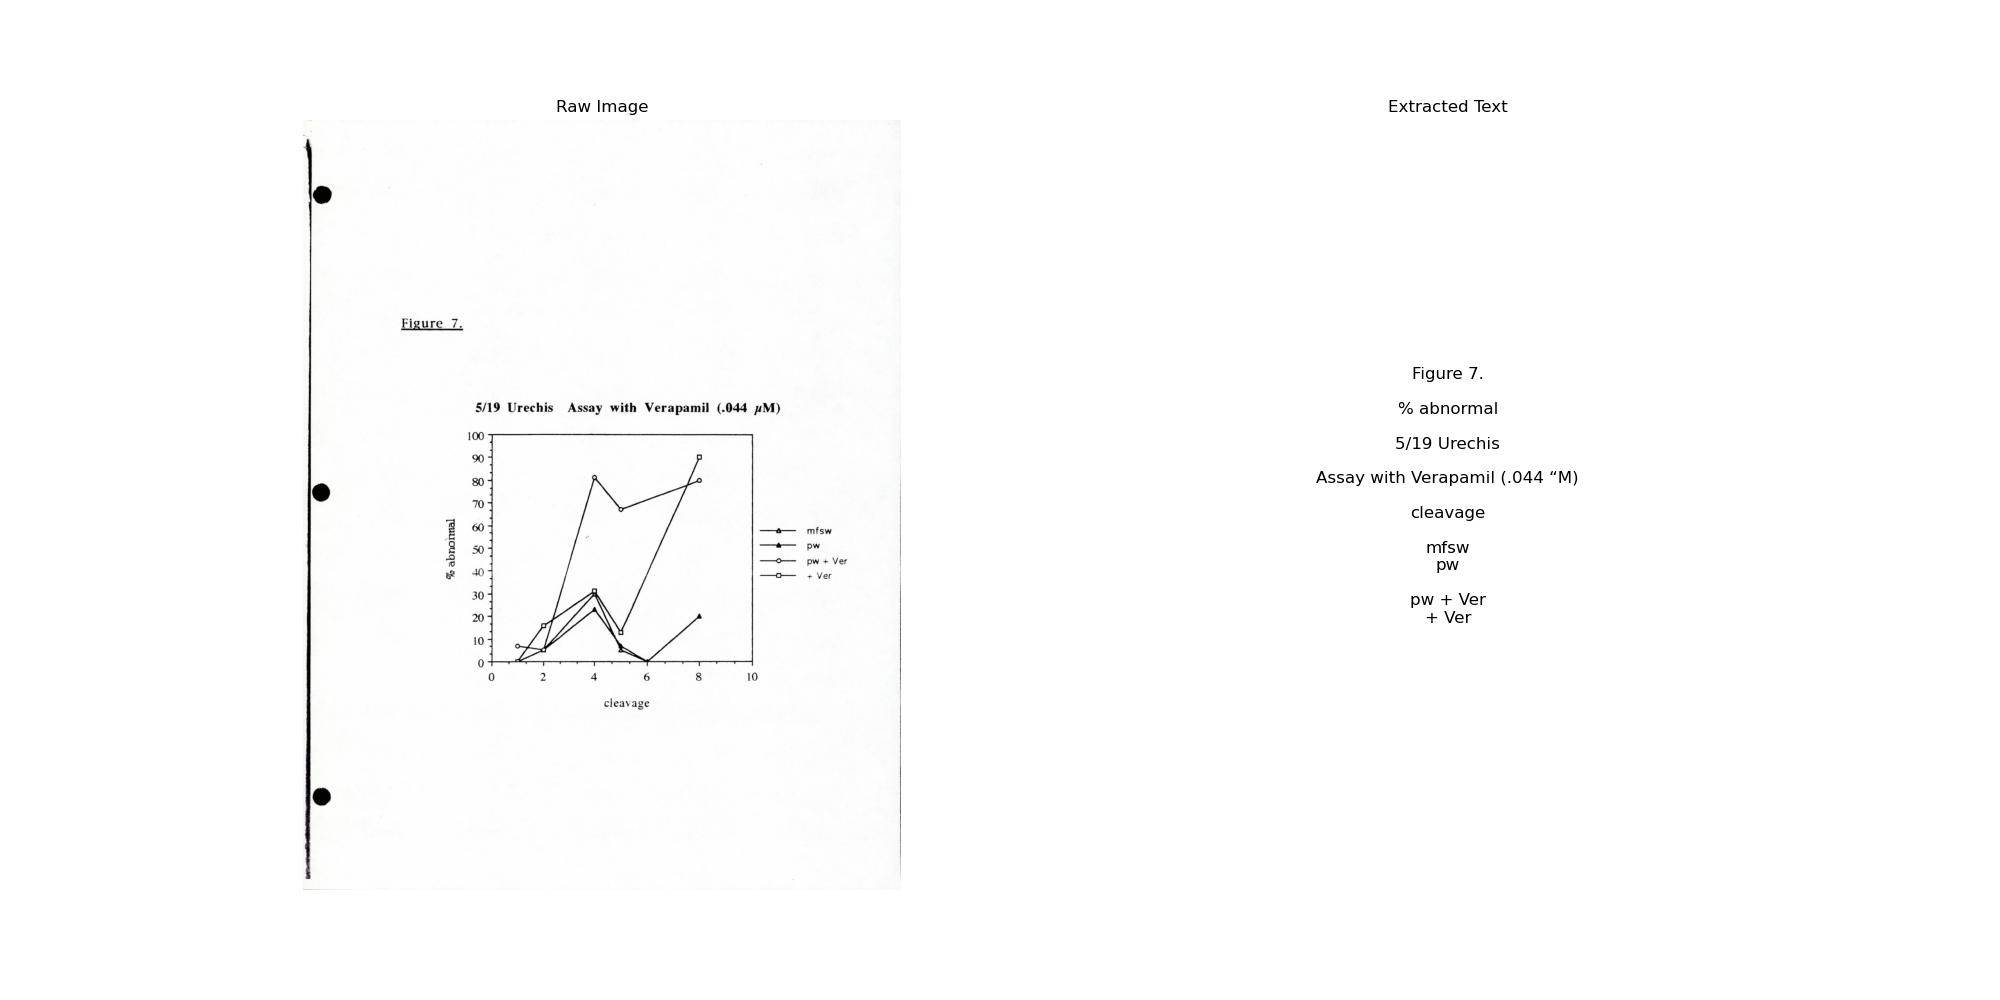 Raw Image
Figure 7.
5/19 Urechis Assay with Verapamil (.044 µM)
% abnormal
100
90
80
70
60
50
40
30
20
10
0
0 2 4 6 8 10
cleavage
mfsw
pw
pw + Ver
+ Ver
Extracted Text
Figure 7.
% abnormal
5/19 Urechis
Assay with Verapamil (.044 “M)
cleavage
mfsw
pw
pw + Ver
+ Ver